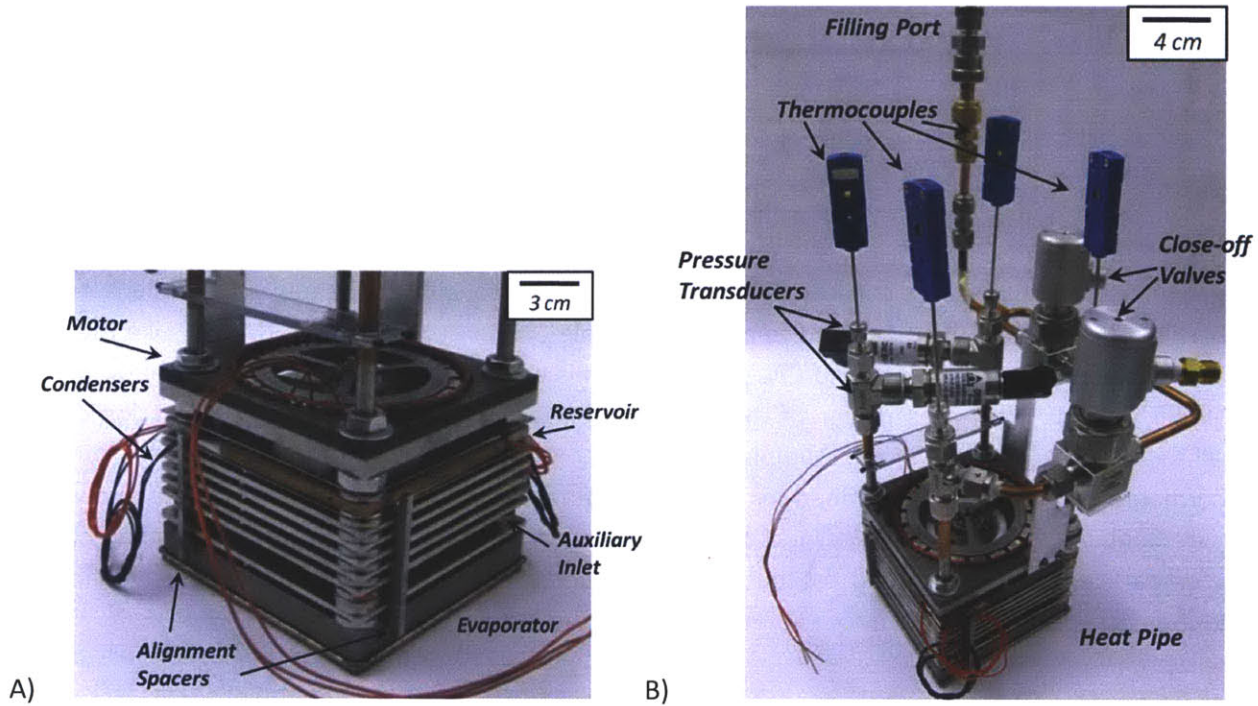 3 cm
Motor
Condensers
Reservoir
Auxiliary
Inlet
Evaporator
Alignment
Spacers
A)
4 cm
Filling Port
Thermocouples
Pressure
Transducers
Close-off
Valves
Heat Pipe
B)